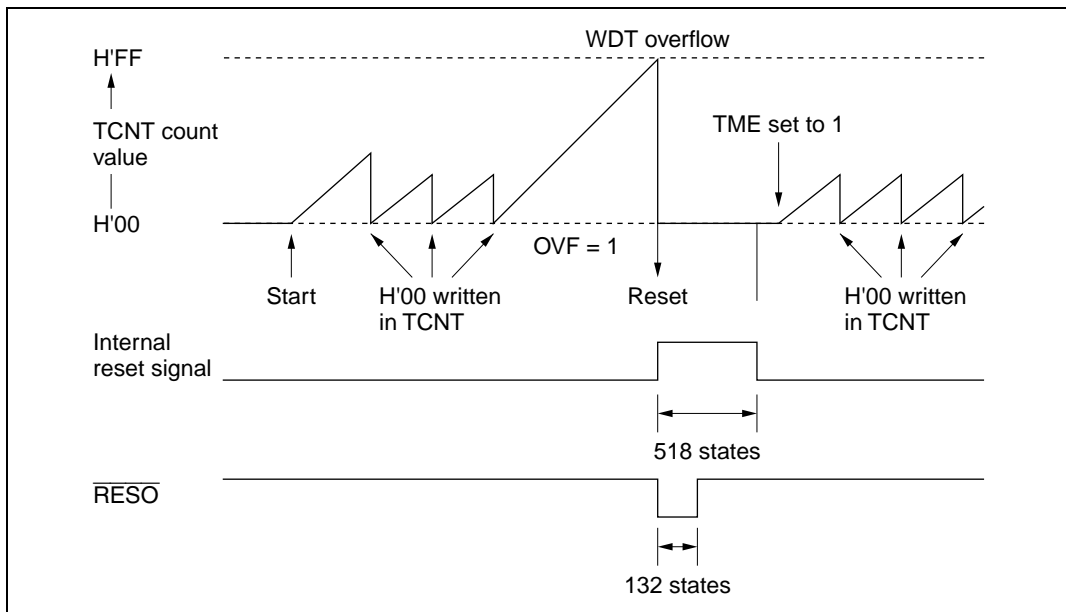 WDT overflow
H'FF
TME set to 1
TCNT count
value
H'00
OVF = 1
Start
H'00 written
in TCNT
Reset
H'00 written
in TCNT
Internal
reset signal
518 states
RESO
132 states